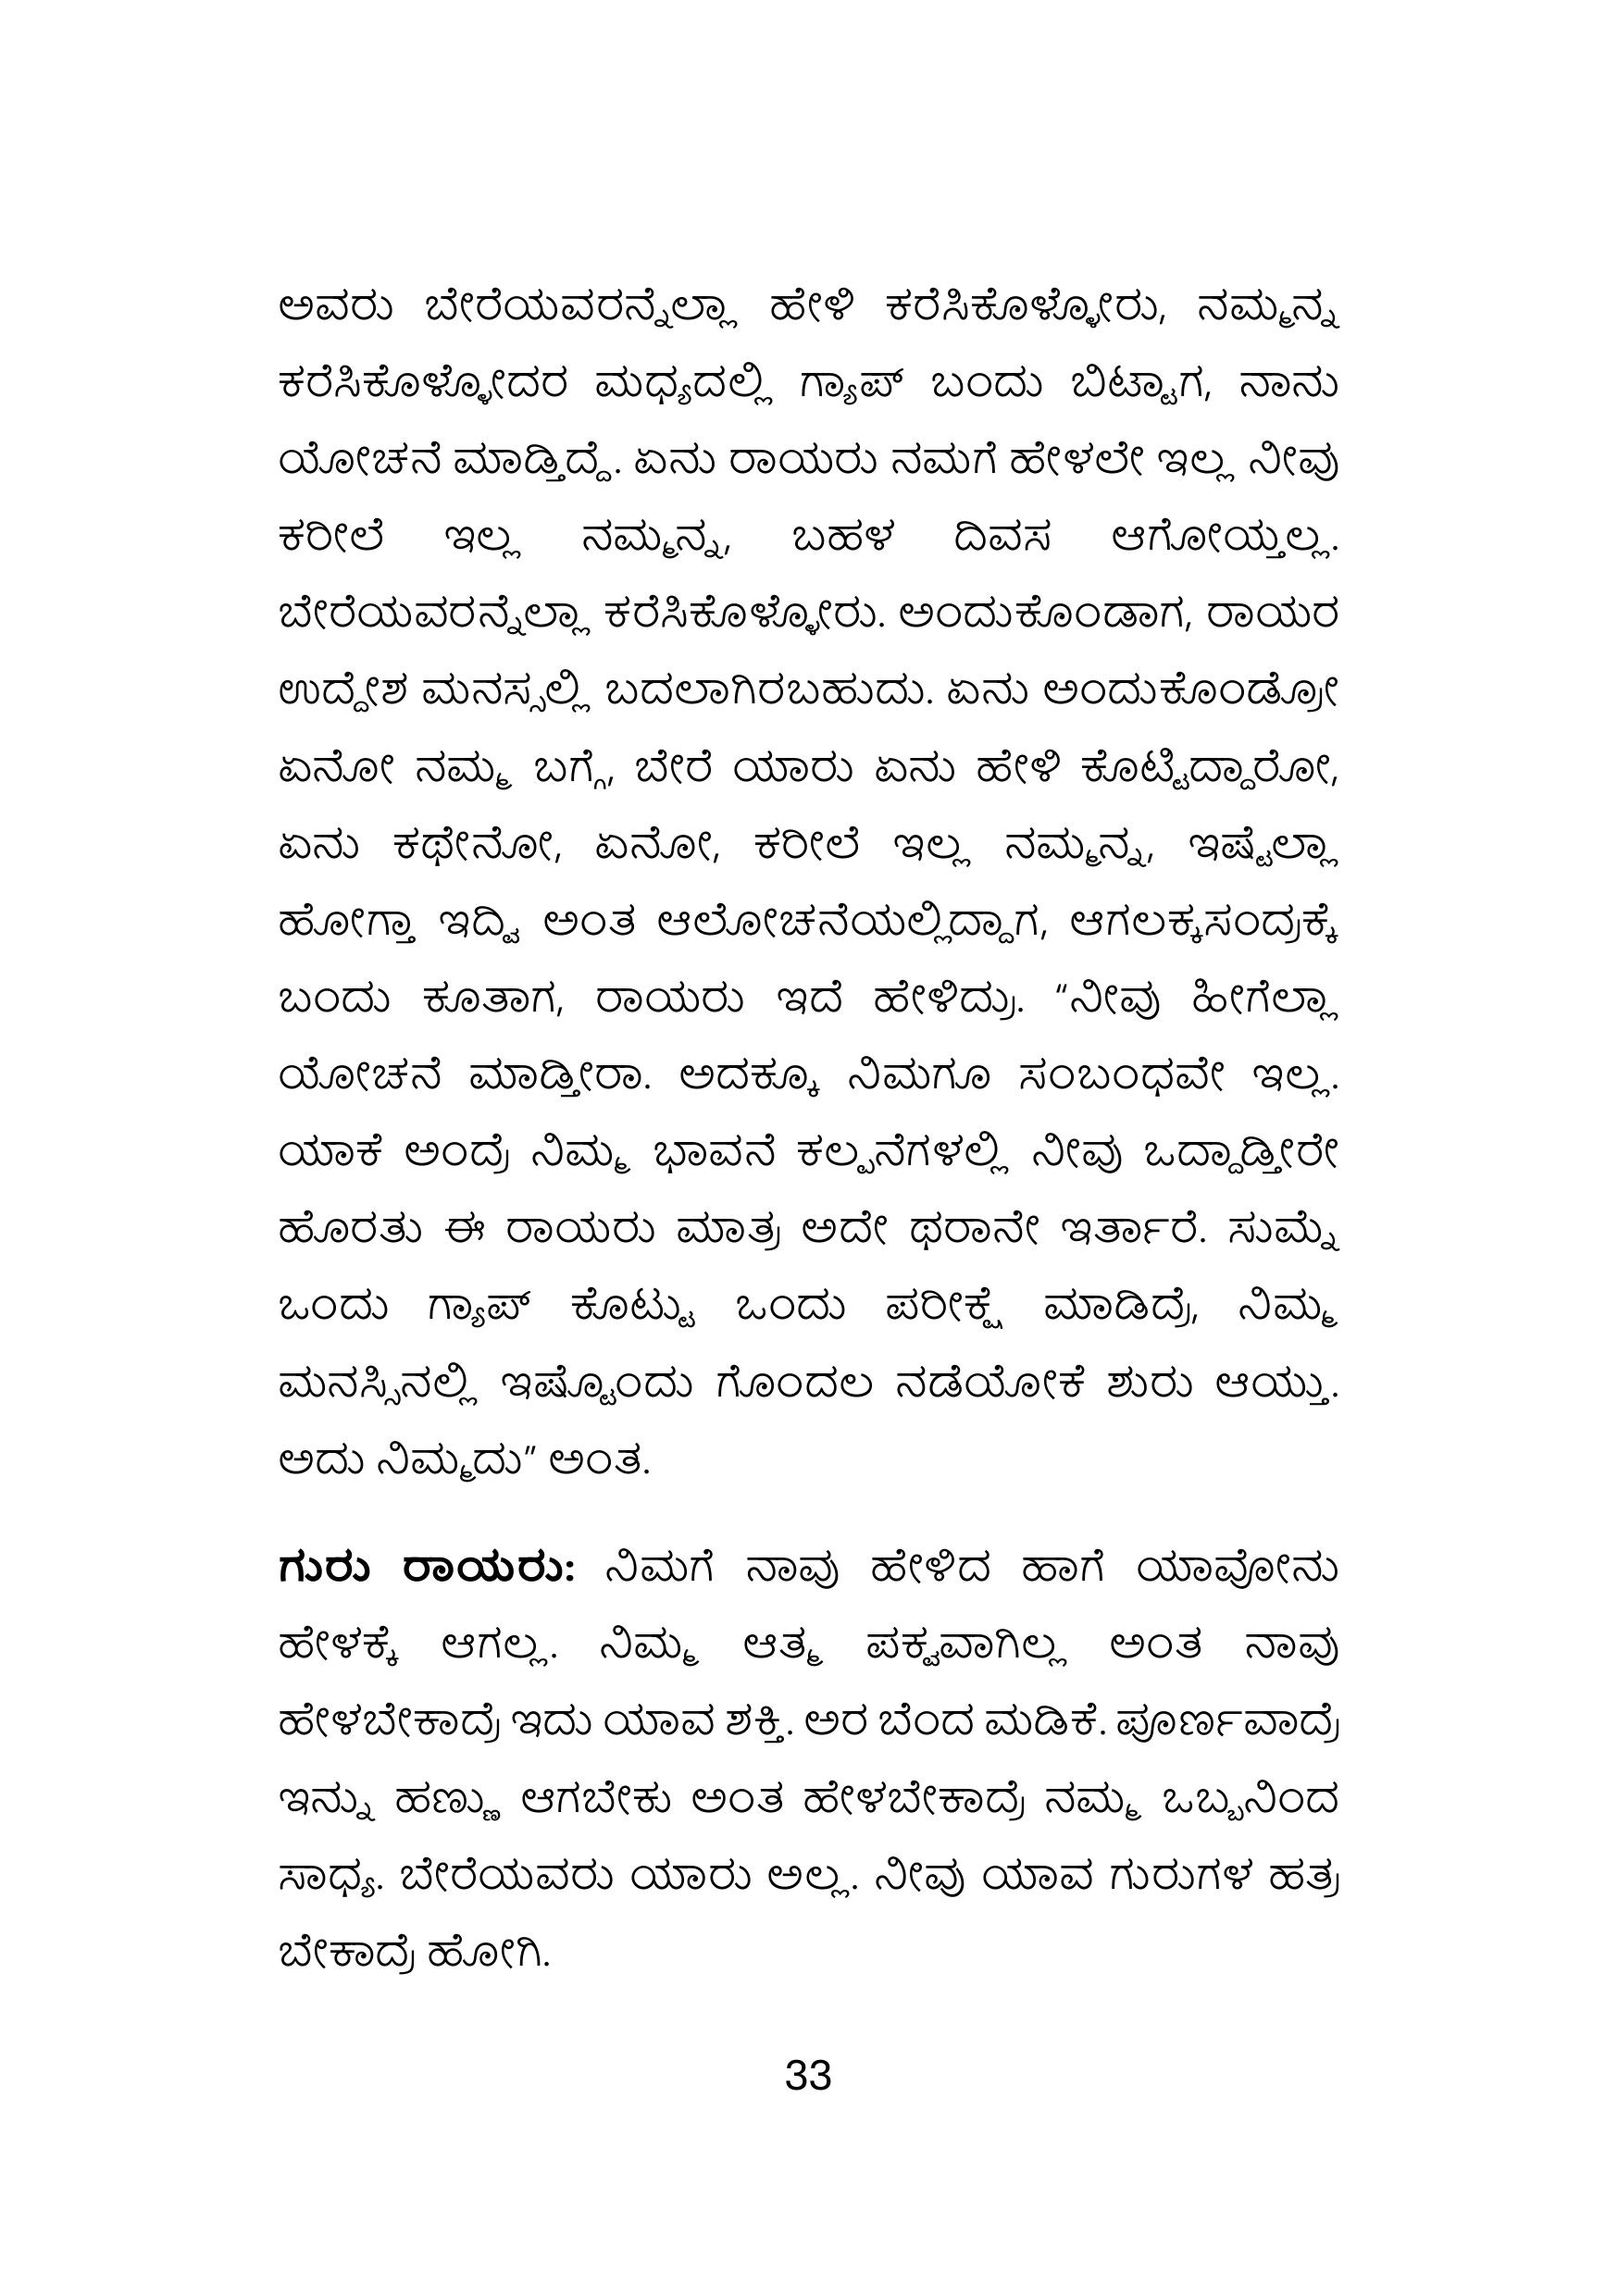 ಅವರು ಬೇರೆಯವರನ್ನೆಲ್ಲಾ ಹೇಳಿ ಕರೆಸಿಕೊಳ್ಳೋರು, ನಮ್ಮನ್ನ
ಕರೆಸಿಕೊಳ್ಳೋದರ ಮಧ್ಯದಲ್ಲಿ ಗ್ಯಾಪ್ ಬಂದು ಬಿಟ್ಟಾಗ, ನಾನು
ಯೋಚನೆ ಮಾಡ್ತಿದ್ದೆ. ಏನು ರಾಯರು ನಮಗೆ ಹೇಳಲೇ ಇಲ್ಲ ನೀವು
ಕರೀಲೆ ಇಲ್ಲ ನಮ್ಮನ್ನ, ಬಹಳ ದಿವಸ ಆಗೋಯ್ತಲ್ಲ.
ಬೇರೆಯವರನ್ನೆಲ್ಲಾ ಕರೆಸಿಕೊಳ್ಳೋರು. ಅಂದುಕೊಂಡಾಗ, ರಾಯರ
ಉದ್ದೇಶ ಮನಸ್ಸಲ್ಲಿ ಬದಲಾಗಿರಬಹುದು. ಏನು ಅಂದುಕೊಂಡ್ರೋ
ಏನೋ ನಮ್ಮ ಬಗ್ಗೆ, ಬೇರೆ ಯಾರು ಏನು ಹೇಳಿ ಕೊಟ್ಟಿದ್ದಾರೋ,
ಏನು ಕಥೇನೋ, ಏನೋ, ಕರೀಲೆ ಇಲ್ಲ ನಮ್ಮನ್ನ, ಇಷ್ಟೆಲ್ಲಾ
ಹೋಗ್ತಾ ಇದ್ವಿ ಅಂತ ಆಲೋಚನೆಯಲ್ಲಿದ್ದಾಗ, ಆಗಲಕ್ಕಸಂದ್ರಕ್ಕೆ
ಬಂದು ಕೂತಾಗ, ರಾಯರು ಇದೆ ಹೇಳಿದ್ರು. “ನೀವು ಹೀಗೆಲ್ಲಾ
ಯೋಚನೆ ಮಾಡ್ತೀರಾ. ಅದಕ್ಕೂ ನಿಮಗೂ ಸಂಬಂಧವೇ ಇಲ್ಲ.
ಯಾಕೆ ಅಂದ್ರೆ ನಿಮ್ಮ ಭಾವನೆ ಕಲ್ಪನೆಗಳಲ್ಲಿ ನೀವು ಒದ್ದಾಡ್ತೀರೇ
ಹೊರತು ಈ ರಾಯರು ಮಾತ್ರ ಅದೇ ಥರಾನೇ ಇರ್ತಾರೆ. ಸುಮ್ನೆ
ಒಂದು ಗ್ಯಾಪ್ ಕೊಟ್ಟು ಒಂದು ಪರೀಕ್ಷೆ ಮಾಡಿದ್ರೆ, ನಿಮ್ಮ
ಮನಸ್ಸಿನಲ್ಲಿ ಇಷ್ಟೊಂದು ಗೊಂದಲ ನಡೆಯೋಕೆ ಶುರು ಆಯ್ತು.
ಅದು ನಿಮ್ಮದು” ಅಂತ.
ಗುರು ರಾಯರು: ನಿಮಗೆ ನಾವು ಹೇಳಿದ ಹಾಗೆ ಯಾವೋನು
ಹೇಳಕ್ಕೆ ಆಗಲ್ಲ. ನಿಮ್ಮ ಆತ್ಮ ಪಕ್ವವಾಗಿಲ್ಲ ಅಂತ ನಾವು
ಹೇಳಬೇಕಾದ್ರೆ ಇದು ಯಾವ ಶಕ್ತಿ. ಅರ ಬೆಂದ ಮಡಿಕೆ. ಪೂರ್ಣವಾದ್ರೆ
ಇನ್ನು ಹಣ್ಣು ಆಗಬೇಕು ಅಂತ ಹೇಳಬೇಕಾದ್ರೆ ನಮ್ಮ ಒಬ್ಬನಿಂದ
ಸಾಧ್ಯ. ಬೇರೆಯವರು ಯಾರು ಅಲ್ಲ. ನೀವು ಯಾವ ಗುರುಗಳ ಹತ್ರ
ಬೇಕಾದ್ರೆ ಹೋಗಿ.
33